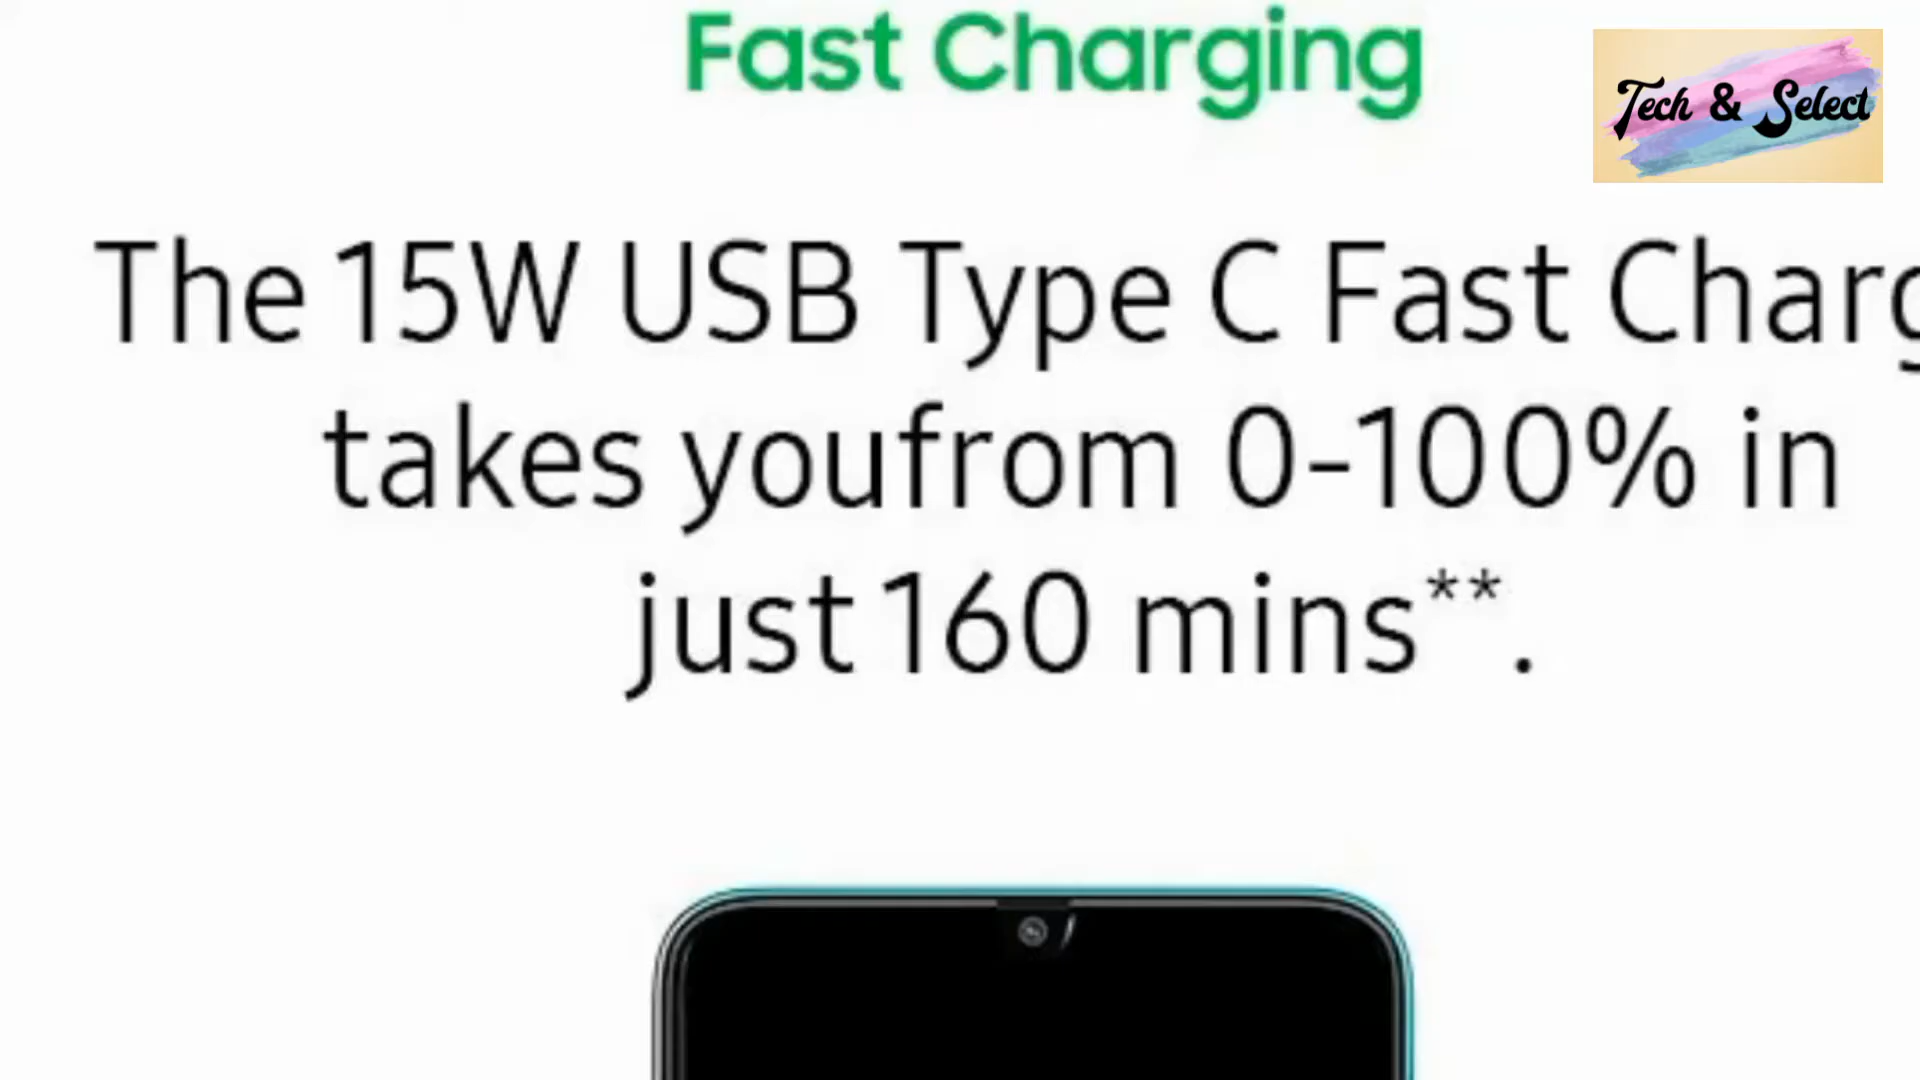 Fast Charging
Tech & Select
The 15W USB Type C Fast Charg
takes youfrom 0-100% in
just 160 mins**.